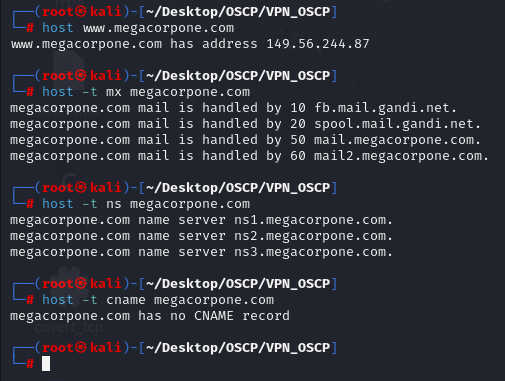 ┌──(root㉿kali)-[~/Desktop/OSCP/VPN_OSCP]
└─# host www.megacorpone.com
www.megacorpone.com has address 149.56.244.87
┌──(root㉿kali)-[~/Desktop/OSCP/VPN_OSCP]
└─# host -t mx megacorpone.com
megacorpone.com mail is handled by 10 fb.mail.gandi.net.
megacorpone.com mail is handled by 20 spool.mail.gandi.net.
megacorpone.com mail is handled by 50 mail.megacorpone.com.
megacorpone.com mail is handled by 60 mail2.megacorpone.com.
┌──(root㉿kali)-[~/Desktop/OSCP/VPN_OSCP]
└─# host -t ns megacorpone.com
megacorpone.com name server ns1.megacorpone.com.
megacorpone.com name server ns2.megacorpone.com.
megacorpone.com name server ns3.megacorpone.com.
┌──(root㉿kali)-[~/Desktop/OSCP/VPN_OSCP]
└─# host -t cname megacorpone.com
megacorpone.com has no CNAME record
covert_tcp
┌──(root㉿kali)-[~/Desktop/OSCP/VPN_OSCP]
└─#